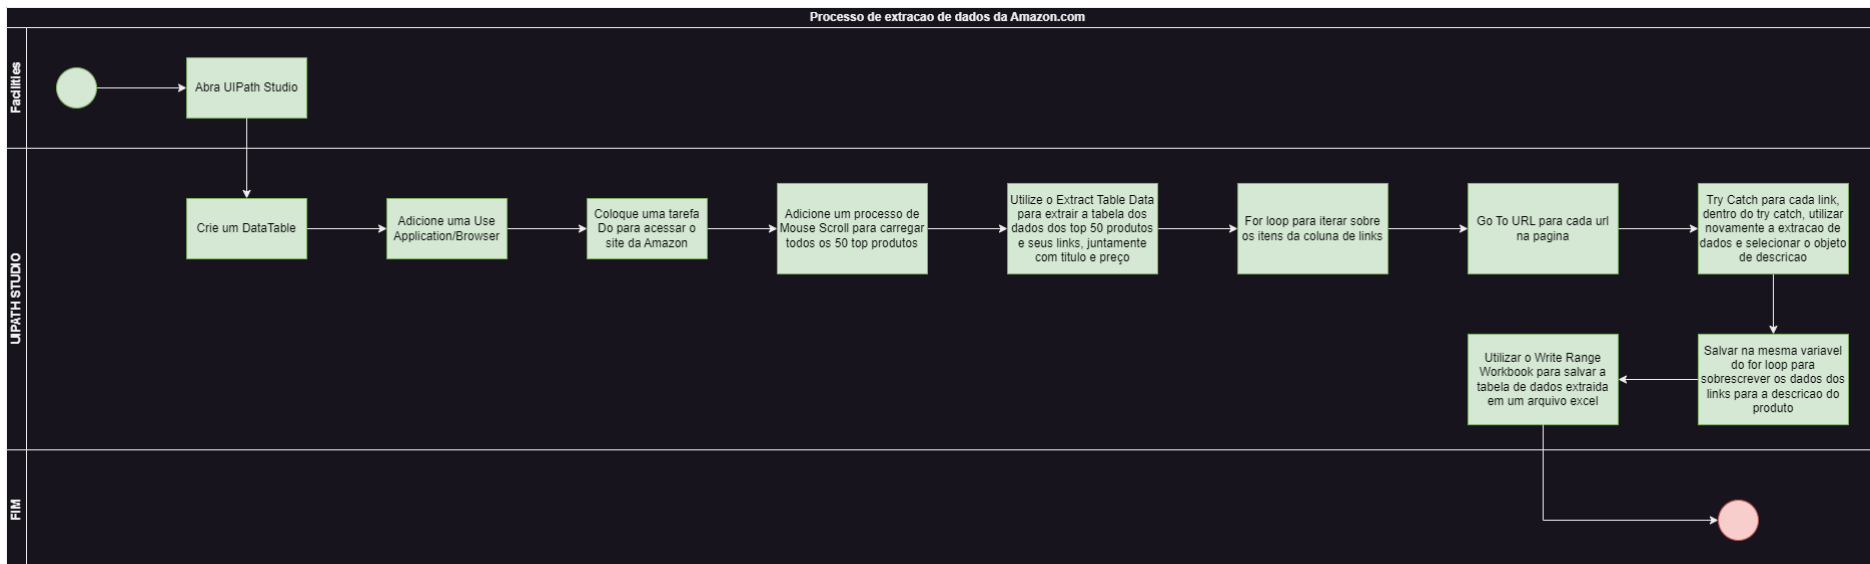 Processo de extracao de dados da Amazon.com
Facilities
Abra UIPath Studio
UIPATH STUDIO
Crie um DataTable
Adicione uma Use
Application/Browser
Coloque uma tarefa
Do para acessar o
site da Amazon
Adicione um processo de
Mouse Scroll para carregar
todos os 50 top produtos
Utilize o Extract Table Data
para extrair a tabela dos
dados dos top 50 produtos
e seus links, juntamente
com titulo e preço
For loop para iterar sobre
os itens da coluna de links
Go To URL para cada url
na pagina
Try Catch para cada link,
dentro do try catch, utilizar
novamente a extracao de
dados e selecionar o objeto
de descricao
Salvar na mesma variavel
do for loop para
sobrescrever os dados dos
links para a descricao do
produto
Utilizar o Write Range
Workbook para salvar a
tabela de dados extraida
em um arquivo excel
FIM